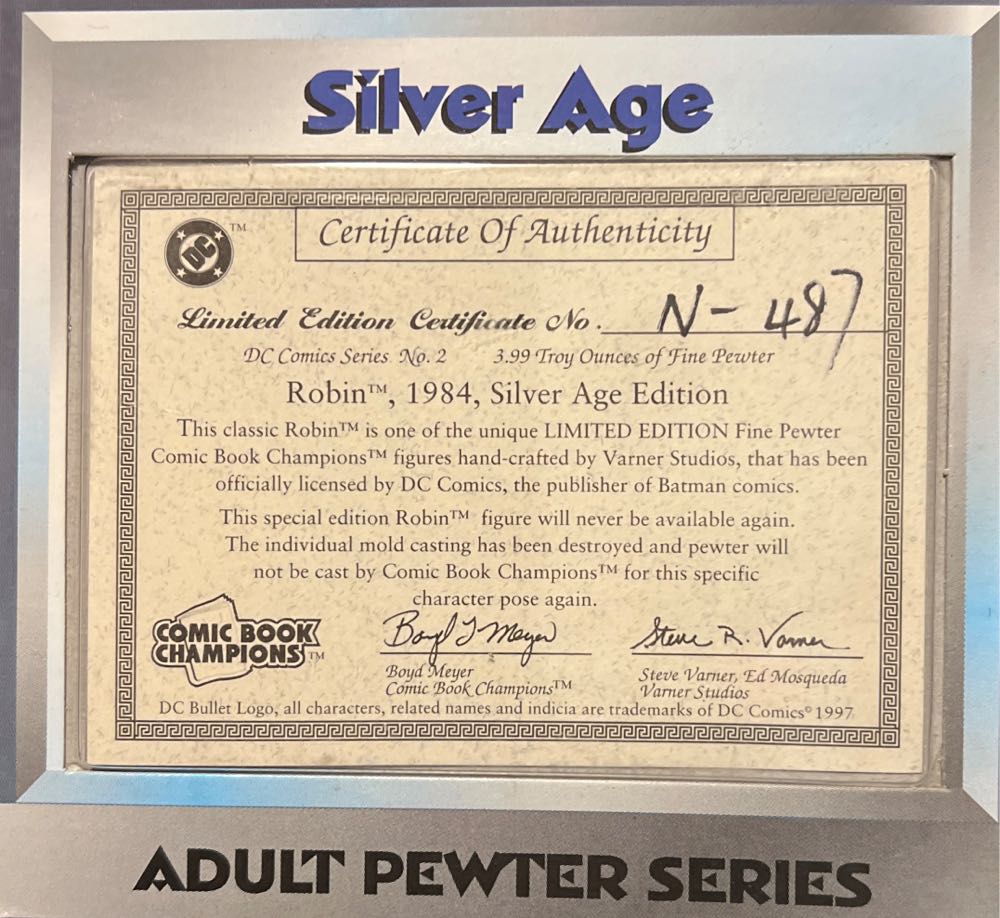 Silver Age
DC TM
Certificate Of Authenticity
Limited Edition Certificate No. N-487
DC Comics Series No. 2 3.99 Troy Ounces of Fine Pewter
Robin™, 1984, Silver Age Edition
This classic Robin™ is one of the unique LIMITED EDITION Fine Pewter
Comic Book Champions™ figures hand-crafted by Varner Studios, that has been
officially licensed by DC Comics, the publisher of Batman comics.
This special edition Robin™ figure will never be available again.
The individual mold casting has been destroyed and pewter will
not be cast by Comic Book Champions™ for this specific
character pose again.
COMIC BOOK
CHAMPIONS TM
Boyd J Meyer
Steve R. Varner
Boyd Meyer
Comic Book Champions™
Steve Varner, Ed Mosqueda
Varner Studios
DC Bullet Logo, all characters, related names and indicia are trademarks of DC Comics© 1997
ADULT PEWTER SERIES